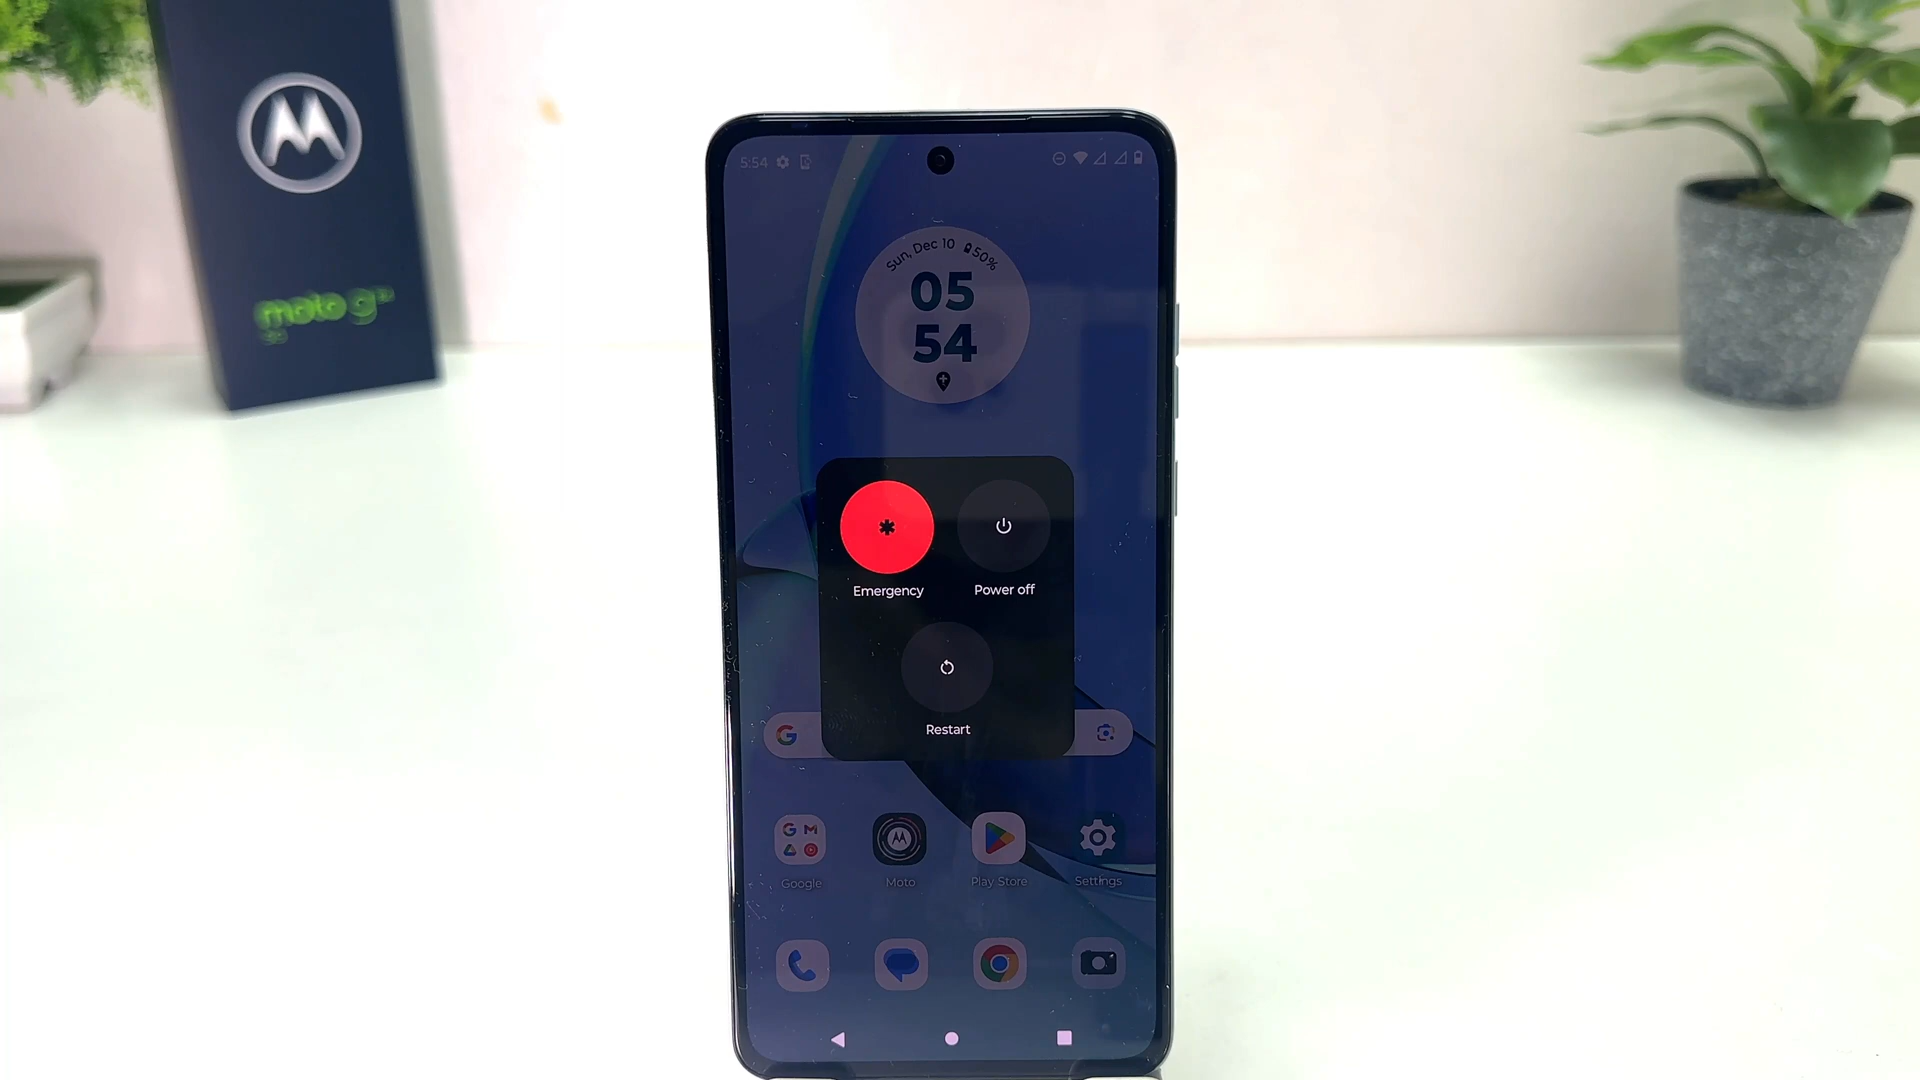 moto g
5:54
Sun, Dec 10 50%
05
54
Emergency
Power off
Restart
Google
Moto
Play Store
Settings